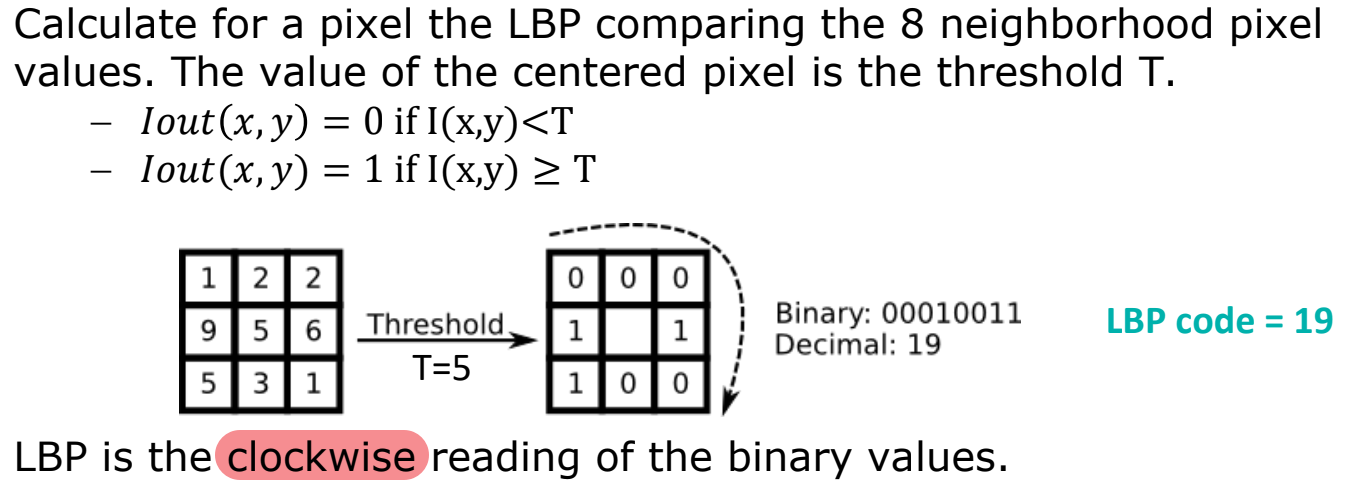 Calculate for a pixel the LBP comparing the 8 neighborhood pixel
values. The value of the centered pixel is the threshold T.
– Iout(x, y) = 0 if I(x,y)<T
– Iout(x, y) = 1 if I(x,y) ≥ T
1 2 2
9 5 6
5 3 1
Threshold
T=5
0 0 0
1 1
1 0 0
Binary: 00010011
Decimal: 19
LBP code = 19
LBP is the clockwise reading of the binary values.